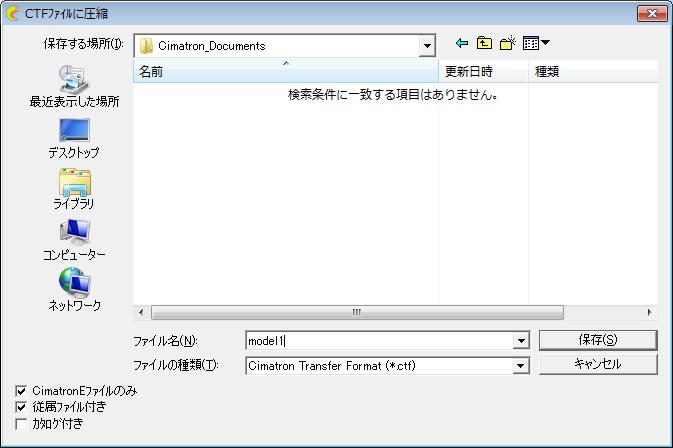 CTFﾌｧｲﾙに圧縮
保存する場所(I):
Cimatron_Documents
名前
更新日時
種類
検索条件に一致する項目はありません。
最近表示した場所
デスクトップ
ライブラリ
コンピューター
ネットワーク
ファイル名(N):
model1
保存(S)
ファイルの種類(T):
Cimatron Transfer Format (*.ctf)
キャンセル
CimatronEファイルのみ
従属ﾌｧｲﾙ付き
ｶﾀﾛｸﾞ付き